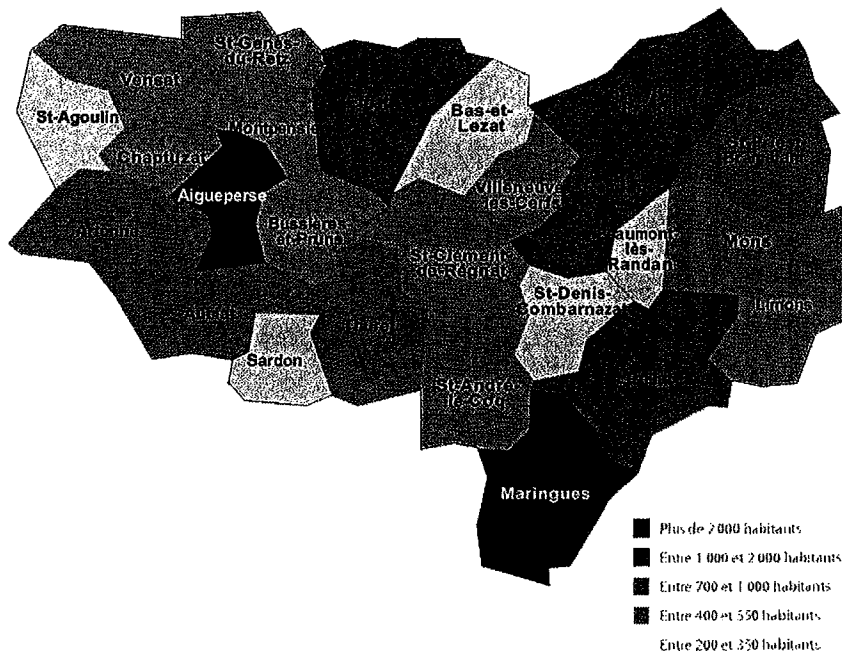 St-Genès-
du-Retz
Vensat
St-Agoulin
Bas-et-
Lezat
Montpensier
Chaptuzat
Aigueperse
Villeneuve
les-Cerfs
Bussières-
et-Pruns
St-Clément-
de-Régnat
Beaumont-
lès-
Randan
Mons
St-Denis-
Combarnazat
Limons
Sardon
St-André-
le-Coq
Maringues
Plus de 2 000 habitants
Entre 1 000 et 2 000 habitants
Entre 700 et 1 000 habitants
Entre 400 et 550 habitants
Entre 200 et 350 habitants